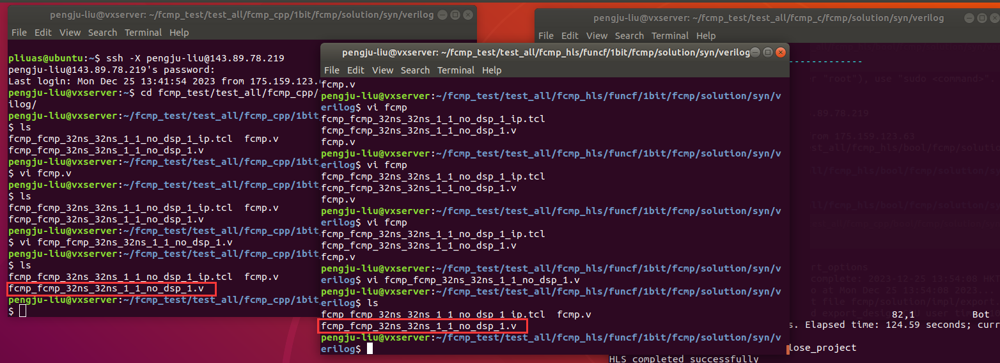 pengju-liu@vxserver: ~/fcmp_test/test_all/fcmp_cpp/1bit/fcmp/solution/syn/verilog
File Edit View Search Terminal Help
pliuas@ubuntu:~$ ssh -X pengju-liu@143.89.78.219
pengju-liu@143.89.78.219's password:
Last login: Mon Dec 25 13:41:54 2023 from 175.159.123.
pengju-liu@vxserver:~$ cd fcmp_test/test_all/fcmp_cpp/
ilog/
pengju-liu@vxserver:~/fcmp_test/test_all/fcmp_cpp/1bit
$ ls
fcmp_fcmp_32ns_32ns_1_1_no_dsp_1_ip.tcl  fcmp.v
fcmp_fcmp_32ns_32ns_1_1_no_dsp_1.v
pengju-liu@vxserver:~/fcmp_test/test_all/fcmp_cpp/1bit
$ vi fcmp.v
pengju-liu@vxserver:~/fcmp_test/test_all/fcmp_cpp/1bit
$ ls
fcmp_fcmp_32ns_32ns_1_1_no_dsp_1_ip.tcl  fcmp.v
fcmp_fcmp_32ns_32ns_1_1_no_dsp_1.v
pengju-liu@vxserver:~/fcmp_test/test_all/fcmp_cpp/1bit
$ vi fcmp_fcmp_32ns_32ns_1_1_no_dsp_1.v
pengju-liu@vxserver:~/fcmp_test/test_all/fcmp_cpp/1bit
$ ls
fcmp_fcmp_32ns_32ns_1_1_no_dsp_1_ip.tcl  fcmp.v
fcmp_fcmp_32ns_32ns_1_1_no_dsp_1.v
pengju-liu@vxserver:~/fcmp_test/test_all/fcmp_cpp/1bit
$
pengju-liu@vxserver: ~/fcmp_test/test_all/fcmp_hls/funcf/1bit/fcmp/solution/syn/verilog
File Edit View Search Terminal Help
fcmp.v
pengju-liu@vxserver:~/fcmp_test/test_all/fcmp_hls/funcf/1bit/fcmp/solution/syn/v
erilog$ vi fcmp
fcmp_fcmp_32ns_32ns_1_1_no_dsp_1_ip.tcl
fcmp_fcmp_32ns_32ns_1_1_no_dsp_1.v
fcmp.v
pengju-liu@vxserver:~/fcmp_test/test_all/fcmp_hls/funcf/1bit/fcmp/solution/syn/v
erilog$ vi fcmp
fcmp_fcmp_32ns_32ns_1_1_no_dsp_1_ip.tcl
fcmp_fcmp_32ns_32ns_1_1_no_dsp_1.v
fcmp.v
pengju-liu@vxserver:~/fcmp_test/test_all/fcmp_hls/funcf/1bit/fcmp/solution/syn/v
erilog$ vi fcmp
fcmp_fcmp_32ns_32ns_1_1_no_dsp_1_ip.tcl
fcmp_fcmp_32ns_32ns_1_1_no_dsp_1.v
fcmp.v
pengju-liu@vxserver:~/fcmp_test/test_all/fcmp_hls/funcf/1bit/fcmp/solution/syn/v
erilog$ vi fcmp_fcmp_32ns_32ns_1_1_no_dsp_1.v
pengju-liu@vxserver:~/fcmp_test/test_all/fcmp_hls/funcf/1bit/fcmp/solution/syn/v
erilog$ ls
fcmp_fcmp_32ns_32ns_1_1_no_dsp_1_ip.tcl  fcmp.v
fcmp_fcmp_32ns_32ns_1_1_no_dsp_1.v
pengju-liu@vxserver:~/fcmp_test/test_all/fcmp_hls/funcf/1bit/fcmp/solution/syn/v
erilog$
pengju-liu@vxserver: ~/fcmp_test/test_all/fcmp_c/fcmp/solution/syn/verilog
File Edit View Search Terminal Help
-------------
r "root"), use "sudo <command>".
.89.78.219
rom 175.159.123.63
est_all/fcmp_hls/bool/fcmp/solution
ll/fcmp_hls/bool/fcmp/solution/sy
ll/fcmp_hls/bool/fcmp/solution/sy
rt_options
complete: 2023-12-25 13:54:08 HKT
o at Mon Dec 25 13:54:08 2023...
t file fcmp/solution/impl/export
82,1 Bot
s. Elapsed time: 124.59 seconds; curr
lose_project
HLS completed successfully